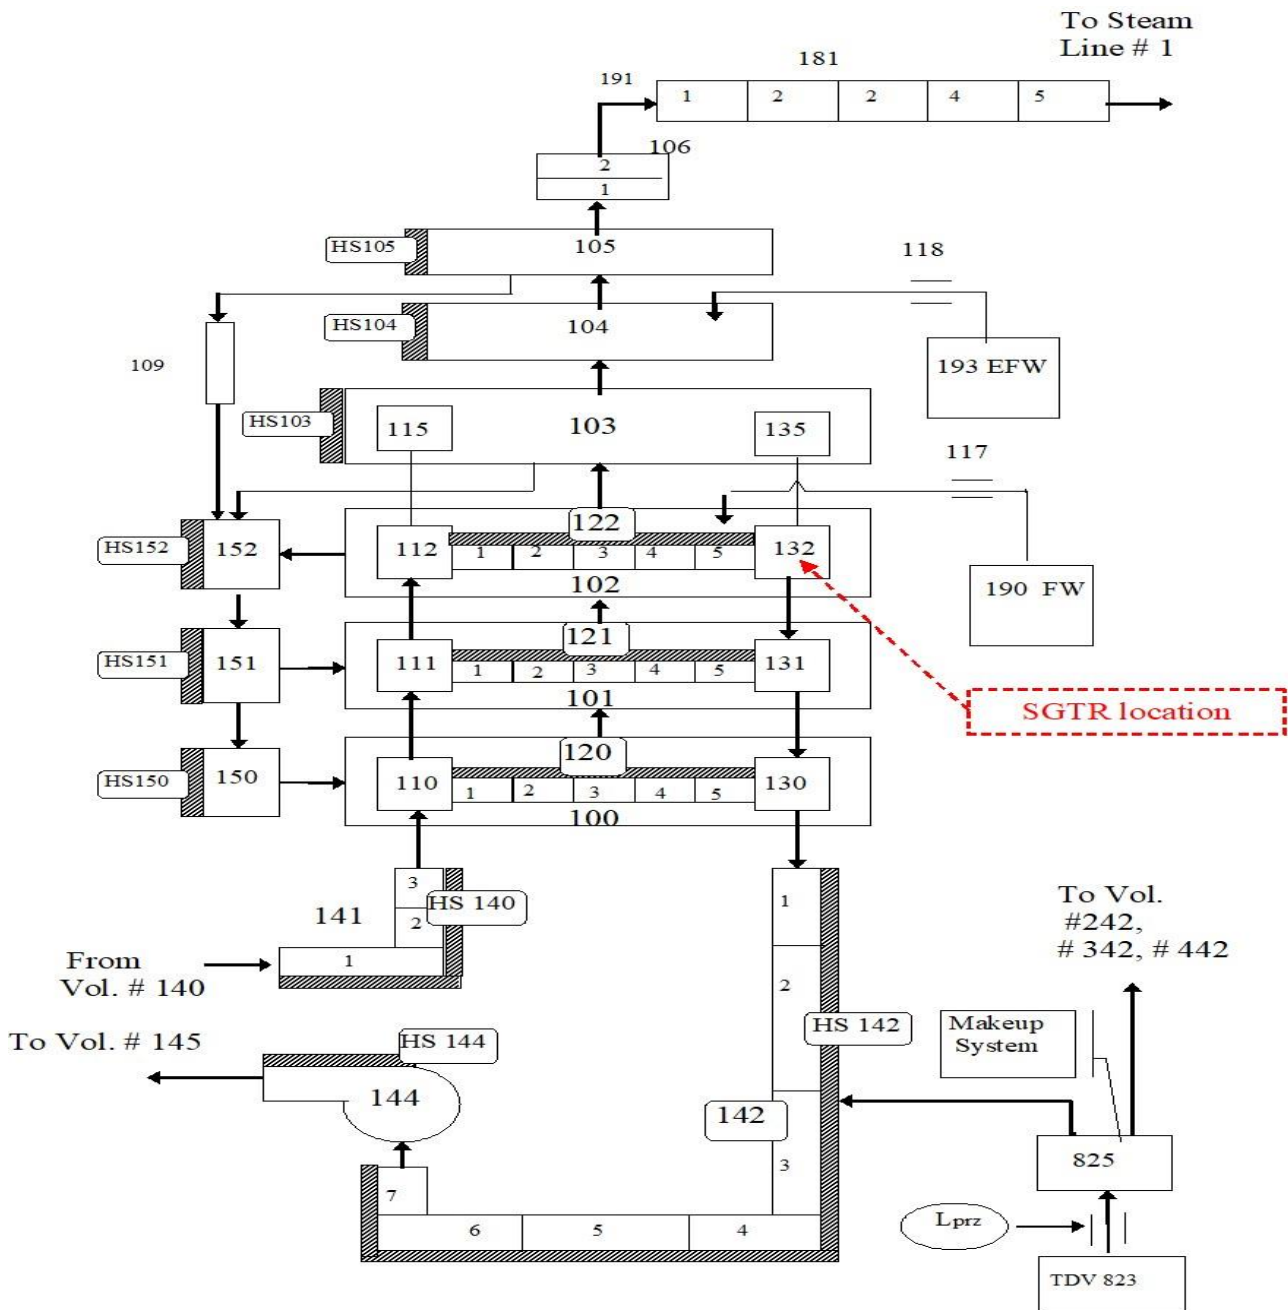 To Steam
Line # 1
181
191
1 2 2 4 5
106
2
1
HS105
105
118
HS104
104
193 EFW
109
HS103
115
103
135
117
122
HS152
152
112
1 2 3 4 5
132
102
190 FW
121
HS151
151
111
1 2 3 4 5
131
101
SGTR location
120
HS150
150
110
1 2 3 4 5
130
100
3
HS 140
141
2
1
From
Vol. # 140
1
To Vol.
#242,
# 342, # 442
2
HS 142
Makeup
System
To Vol. # 145
HS 144
144
142
3
825
7
6 5 4
Lprz
TDV 823